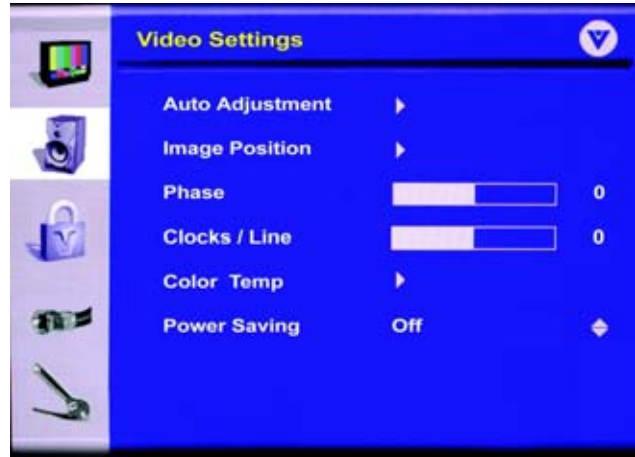 Video Settings
Auto Adjustment
Image Position
Phase 0
Clocks / Line 0
Color Temp
Power Saving Off